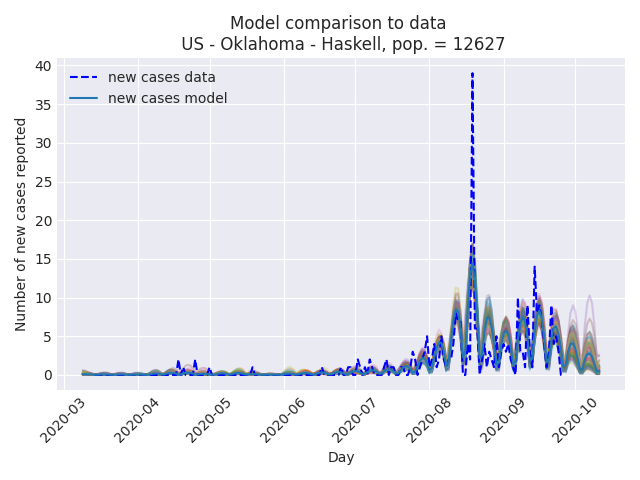 Model comparison to data
US - Oklahoma - Haskell, pop. = 12627
new cases data
new cases model
Number of new cases reported
40
35
30
25
20
15
10
5
0
2020-03
2020-04
2020-05
2020-06
2020-07
2020-08
2020-09
2020-10
Day